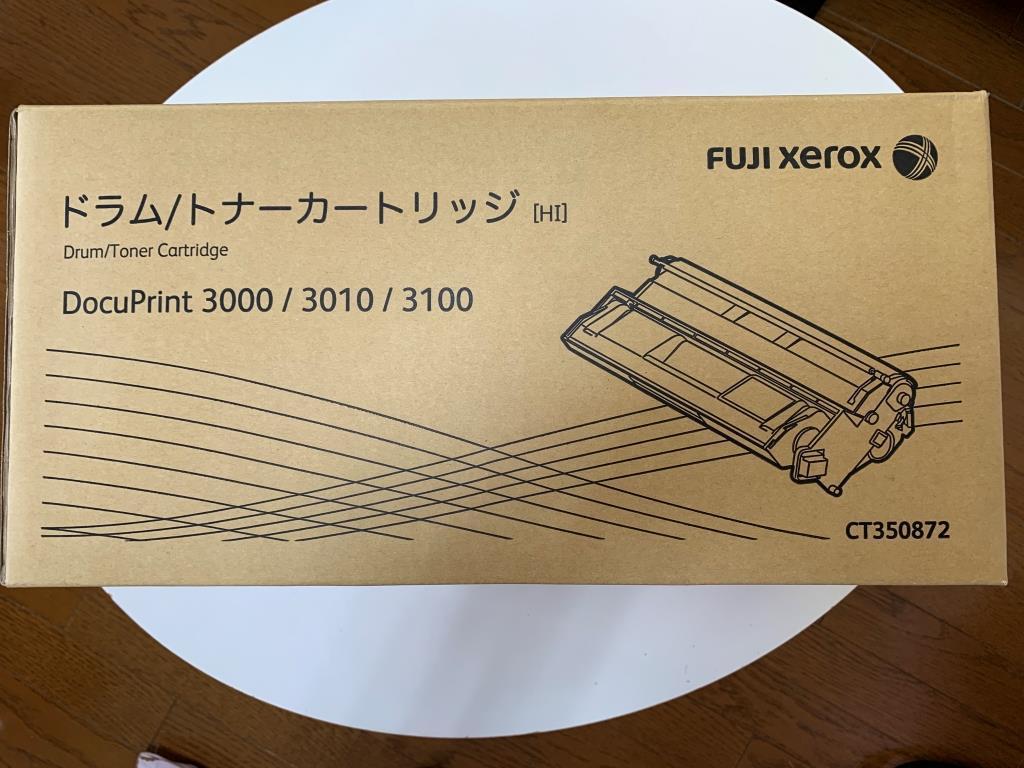 FUJI xerox
ドラム/トナーカートリッジ [HI]
Drum/Toner Cartridge
DocuPrint 3000 / 3010 / 3100
CT350872